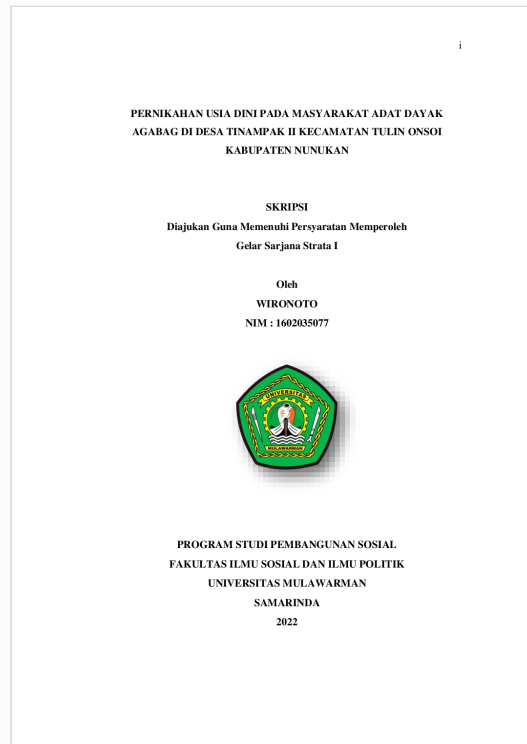 i
PERNIKAHAN USIA DINI PADA MASYARAKAT ADAT DAYAK
AGABAG DI DESA TINAMPAK II KECAMATAN TULIN ONSOI
KABUPATEN NUNUKAN
SKRIPSI
Diajukan Guna Memenuhi Persyaratan Memperoleh
Gelar Sarjana Strata I
Oleh
WIRONOTO
NIM : 1602035077
UNIVERSITAS
MULAWARMAN
PROGRAM STUDI PEMBANGUNAN SOSIAL
FAKULTAS ILMU SOSIAL DAN ILMU POLITIK
UNIVERSITAS MULAWARMAN
SAMARINDA
2022